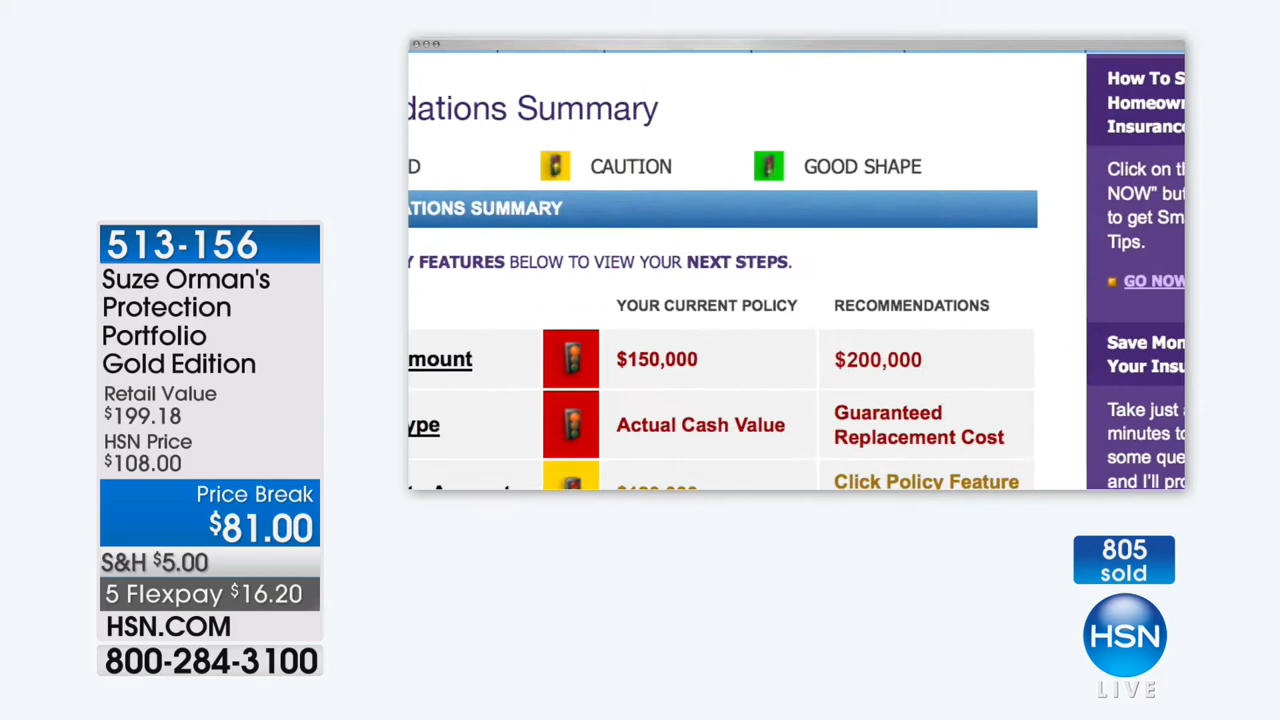 513-156
Suze Orman's
Protection
Portfolio
Gold Edition
Retail Value
$199.18
HSN Price
$108.00
Price Break
$81.00
S&H $5.00
5 Flexpay $16.20
HSN.COM
800-284-3100
dations Summary
D
CAUTION
GOOD SHAPE
ATIONS SUMMARY
Y FEATURES BELOW TO VIEW YOUR NEXT STEPS.
YOUR CURRENT POLICY
RECOMMENDATIONS
mount
$150,000
$200,000
ype
Actual Cash Value
Guaranteed
Replacement Cost
Click Policy Feature
How To S
Homeown
Insurance
Click on th
NOW" but
to get Sm
Tips.
GO NOW
Save Mon
Your Insu
Take just a
minutes to
some que
and I'll pro
805
sold
HSN
LIVE